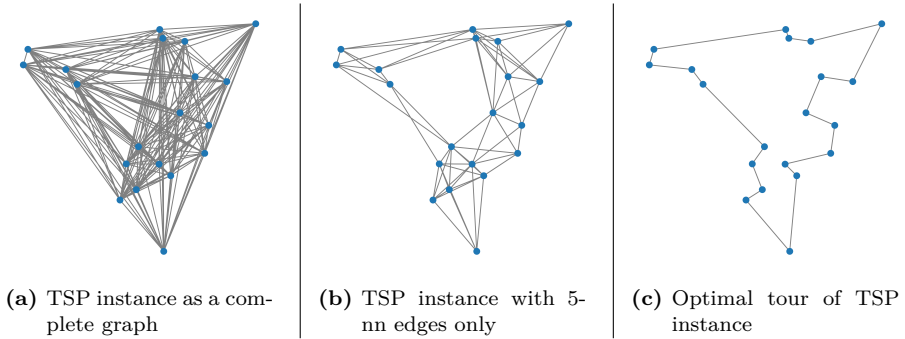 (a) TSP instance as a com-
plete graph
(b) TSP instance with 5-
nn edges only
(c) Optimal tour of TSP
instance